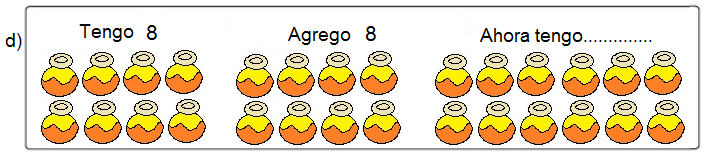 d) Tengo 8 Agrego 8 Ahora tengo..............